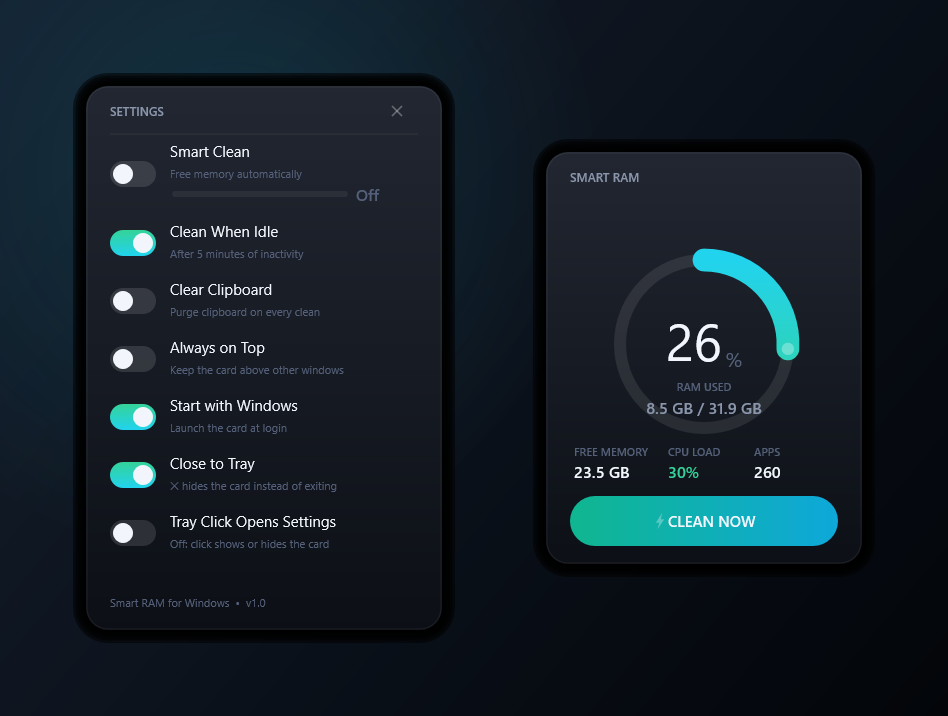 SETTINGS
Smart Clean
Free memory automatically
Off
Clean When Idle
After 5 minutes of inactivity
Clear Clipboard
Purge clipboard on every clean
Always on Top
Keep the card above other windows
Start with Windows
Launch the card at login
Close to Tray
✕ hides the card instead of exiting
Tray Click Opens Settings
Off: click shows or hides the card
Smart RAM for Windows • v1.0
SMART RAM
26 %
RAM USED
8.5 GB / 31.9 GB
FREE MEMORY CPU LOAD APPS
23.5 GB 30% 260
CLEAN NOW